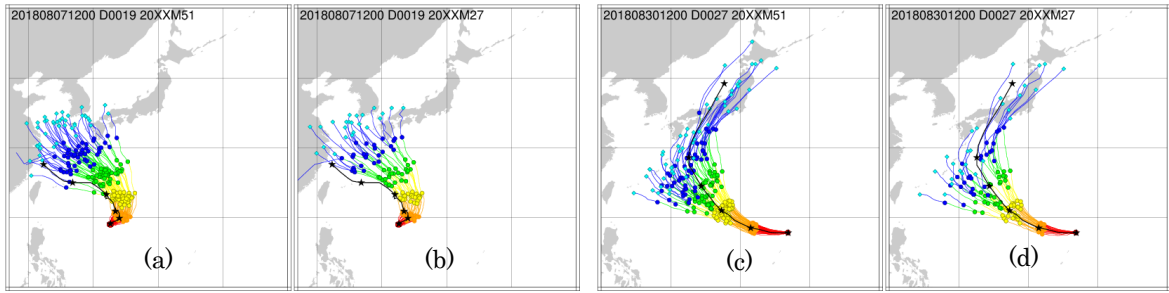 201808071200 D0019 20XXM51
201808071200 D0019 20XXM27
201808301200 D0027 20XXM51
201808301200 D0027 20XXM27
(a)
(b)
(c)
(d)